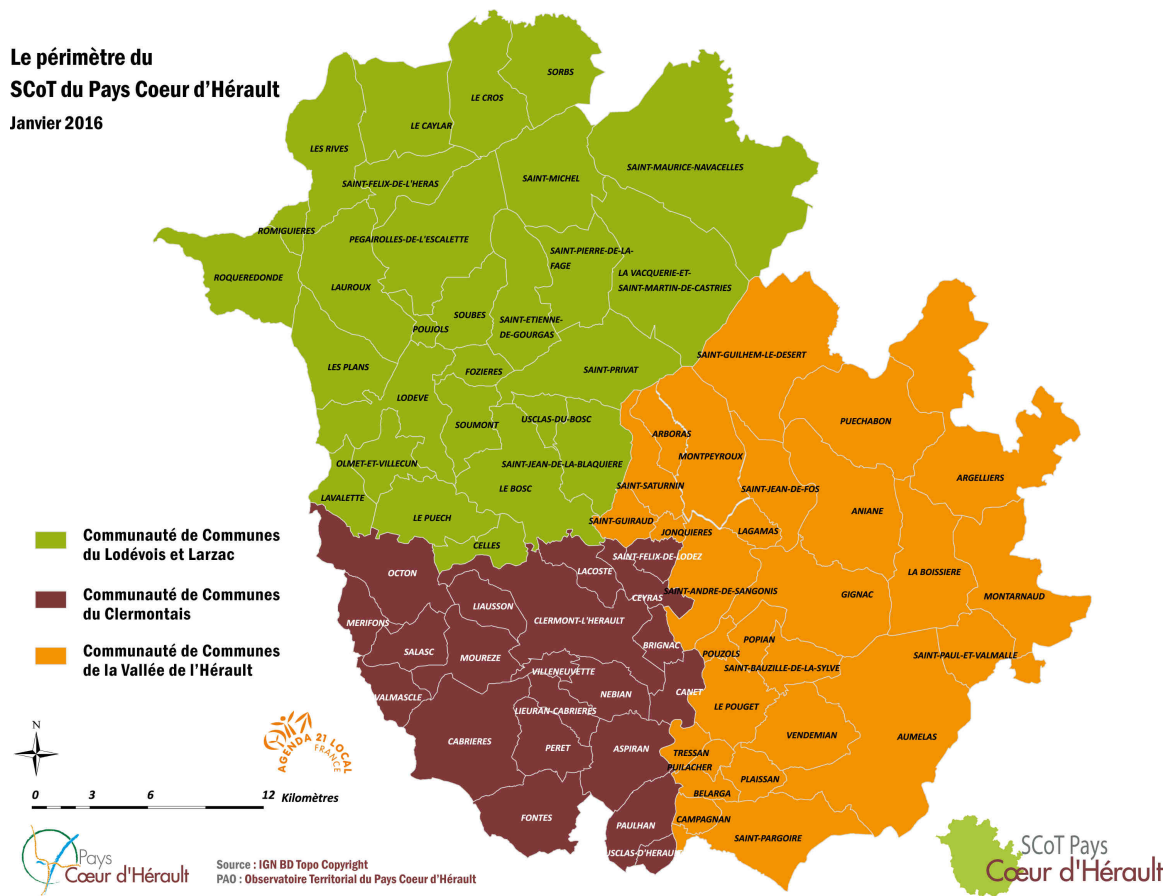 Le périmètre du
SCoT du Pays Coeur d'Hérault
Janvier 2016
SORBS
LE CROS
LE CAYLAR
LES RIVES
SAINT-MAURICE-NAVACELLES
SAINT-MICHEL
SAINT-FELIX-DE-L'HERAS
ROMIGUIERES
PEGAIROLLES-DE-L'ESCALETTE
SAINT-PIERRE-DE-LA-
FAGE
ROQUEREDONDE
LAUROUX
LA VACQUERIE-ET-
SAINT-MARTIN-DE-CASTRIES
SOUBES
POUJOLS
SAINT-ETIENNE-
DE-GOURGAS
SAINT-GUILHEM-LE-DESERT
LES PLANS
FOZIERES
SAINT-PRIVAT
LODEVE
SOUMONT
USCLAS-DU-BOSC
PUECHABON
ARBORAS
MONTPEYROUX
OLMET-ET-VILLECUN
SAINT-JEAN-DE-LA-BLAQUIERE
ARGELLIERS
LAVALETTE
LE BOSC
SAINT-SATURNIN
SAINT-JEAN-DE-FOS
LE PUECH
SAINT-GUIRAUD
JONQUIERES
LAGAMAS
ANIANE
CELLES
SAINT-FELIX-DE-LODEZ
OCTON
LACOSTE
LA BOISSIERE
LIAUSSON
CEYRAS
SAINT-ANDRE-DE-SANGONIS
GIGNAC
MONTARNAUD
MERIFONS
CLERMONT-L'HERAULT
SALASC
MOUREZE
BRIGNAC
POUZOLS
POPIAN
SAINT-PAUL-ET-VALMALLE
VILLENEUVETTE
SAINT-BAUZILLE-DE-LA-SYLVE
VALMASCLE
NEBIAN
CANET
LIEURAN-CABRIERES
LE POUGET
CABRIERES
PERET
ASPIRAN
VENDEMIAN
AUMELAS
TRESSAN
PUILACHER
PLAISSAN
BELARGA
FONTES
PAULHAN
CAMPAGNAN
SAINT-PARGOIRE
USCLAS-D'HERAULT
Communauté de Communes
du Lodévois et Larzac
Communauté de Communes
du Clermontais
Communauté de Communes
de la Vallée de l'Hérault
N
AGENDA 21 LOCAL
FRANCE
0 3 6 12 Kilomètres
Pays
Cœur d'Hérault
Source : IGN BD Topo Copyright
PAO : Observatoire Territorial du Pays Coeur d'Hérault
SCoT Pays
Cœur d'Hérault